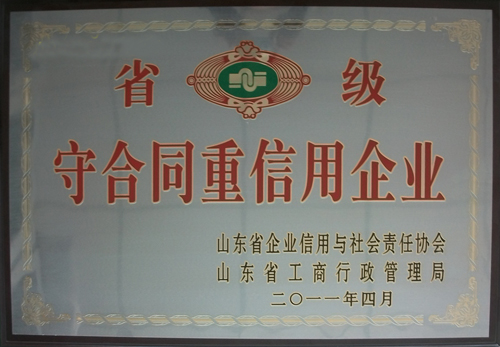 省 级
守合同重信用企业
山东省企业信用与社会责任协会
山东省工商行政管理局
二〇一一年四月